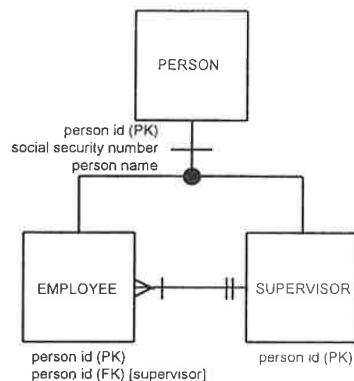 PERSON
person id (PK)
social security number
person name
EMPLOYEE
SUPERVISOR
person id (PK)
person id (FK) [supervisor]
person id (PK)